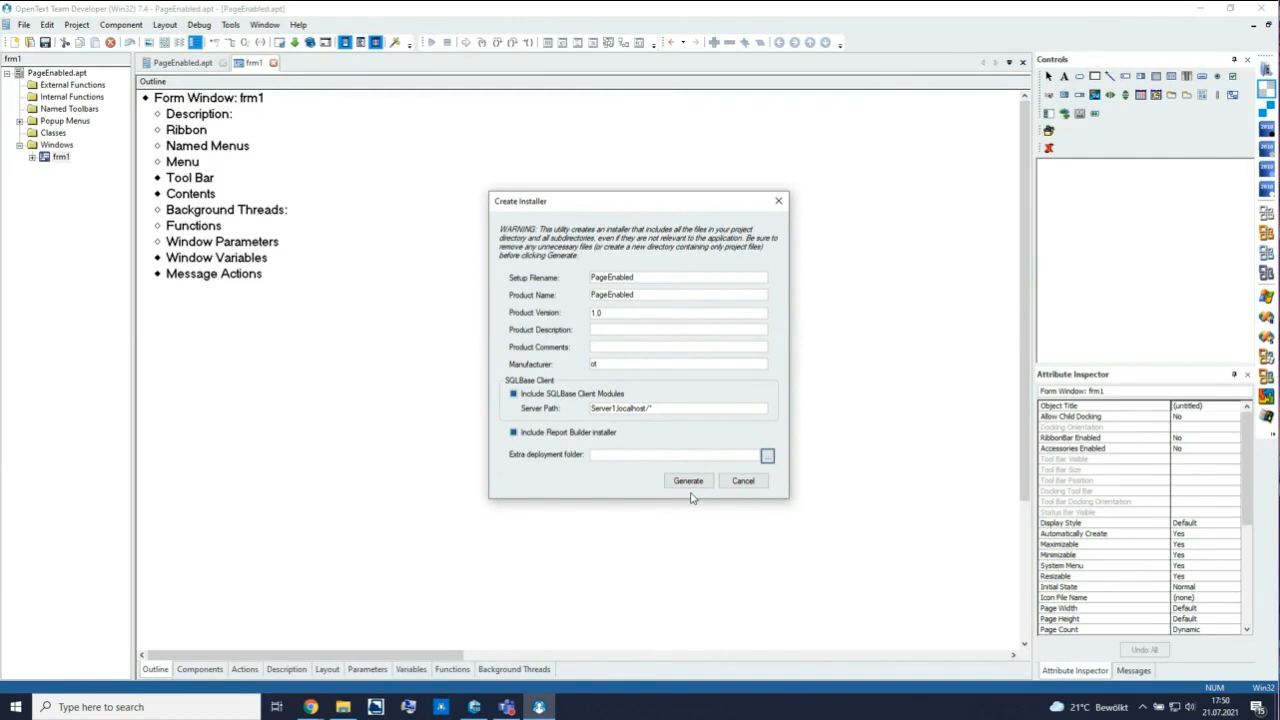 OpenText Team Developer (Win32) 7.4 - PageEnabled.apt - [PageEnabled.apt]
File Edit Project Component Layout Debug Tools Window Help
frm1
PageEnabled.apt
External Functions
Internal Functions
Named Toolbars
Popup Menus
Classes
Windows
frm1
PageEnabled.apt
frm1
Outline
Form Window: frm1
Description:
Ribbon
Named Menus
Menu
Tool Bar
Contents
Background Threads:
Functions
Window Parameters
Window Variables
Message Actions
Create Installer
WARNING: This utility creates an installer that includes all the files in your project
directory and all subdirectories, even if they are not relevant to the application. Be sure to
remove any unnecessary files (or create a new directory containing only project files)
before clicking Generate.
Setup Filename: PageEnabled
Product Name: PageEnabled
Product Version: 1.0
Product Description:
Product Comments:
Manufacturer: ot
SQLBase Client
Include SQLBase Client Modules
Server Path: Server1,localhost/*
Include Report Builder installer
Extra deployment folder: ...
Generate Cancel
Controls
2010
2010
2010
2010
Attribute Inspector
Form Window: frm1
Object Title (untitled)
Allow Child Docking No
Docking Orientation
RibbonBar Enabled No
Accessories Enabled No
Tool Bar Visible
Tool Bar Size
Tool Bar Position
Docking Tool Bar
Tool Bar Docking Orientation
Status Bar Visible
Display Style Default
Automatically Create Yes
Maximizable Yes
Minimizable Yes
System Menu Yes
Resizable Yes
Initial State Normal
Icon File Name (none)
Page Width Default
Page Height Default
Page Count Dynamic
Undo All
Attribute Inspector Messages
Outline Components Actions Description Layout Parameters Variables Functions Background Threads
NUM Win32
Type here to search
21°C Bewölkt
17:50
21.07.2021
15